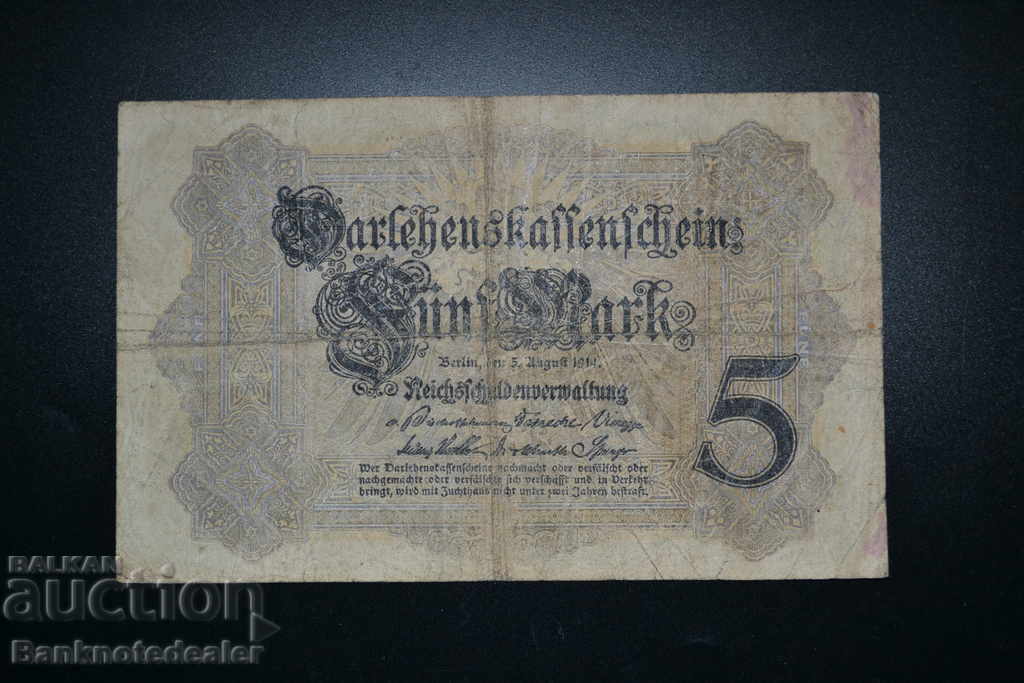 Darlehenskassenschein
Fünf Mark
Berlin, den 5. August 1914.
Reichsschuldenverwaltung
5
Wer Darlehenskassenscheine nachmacht oder verfälscht oder
nachgemachte oder verfälschte sich verschafft und in Verkehr
bringt, wird mit Zuchthaus nicht unter zwei Jahren bestraft.
BALKAN
auction
Banknotedealer